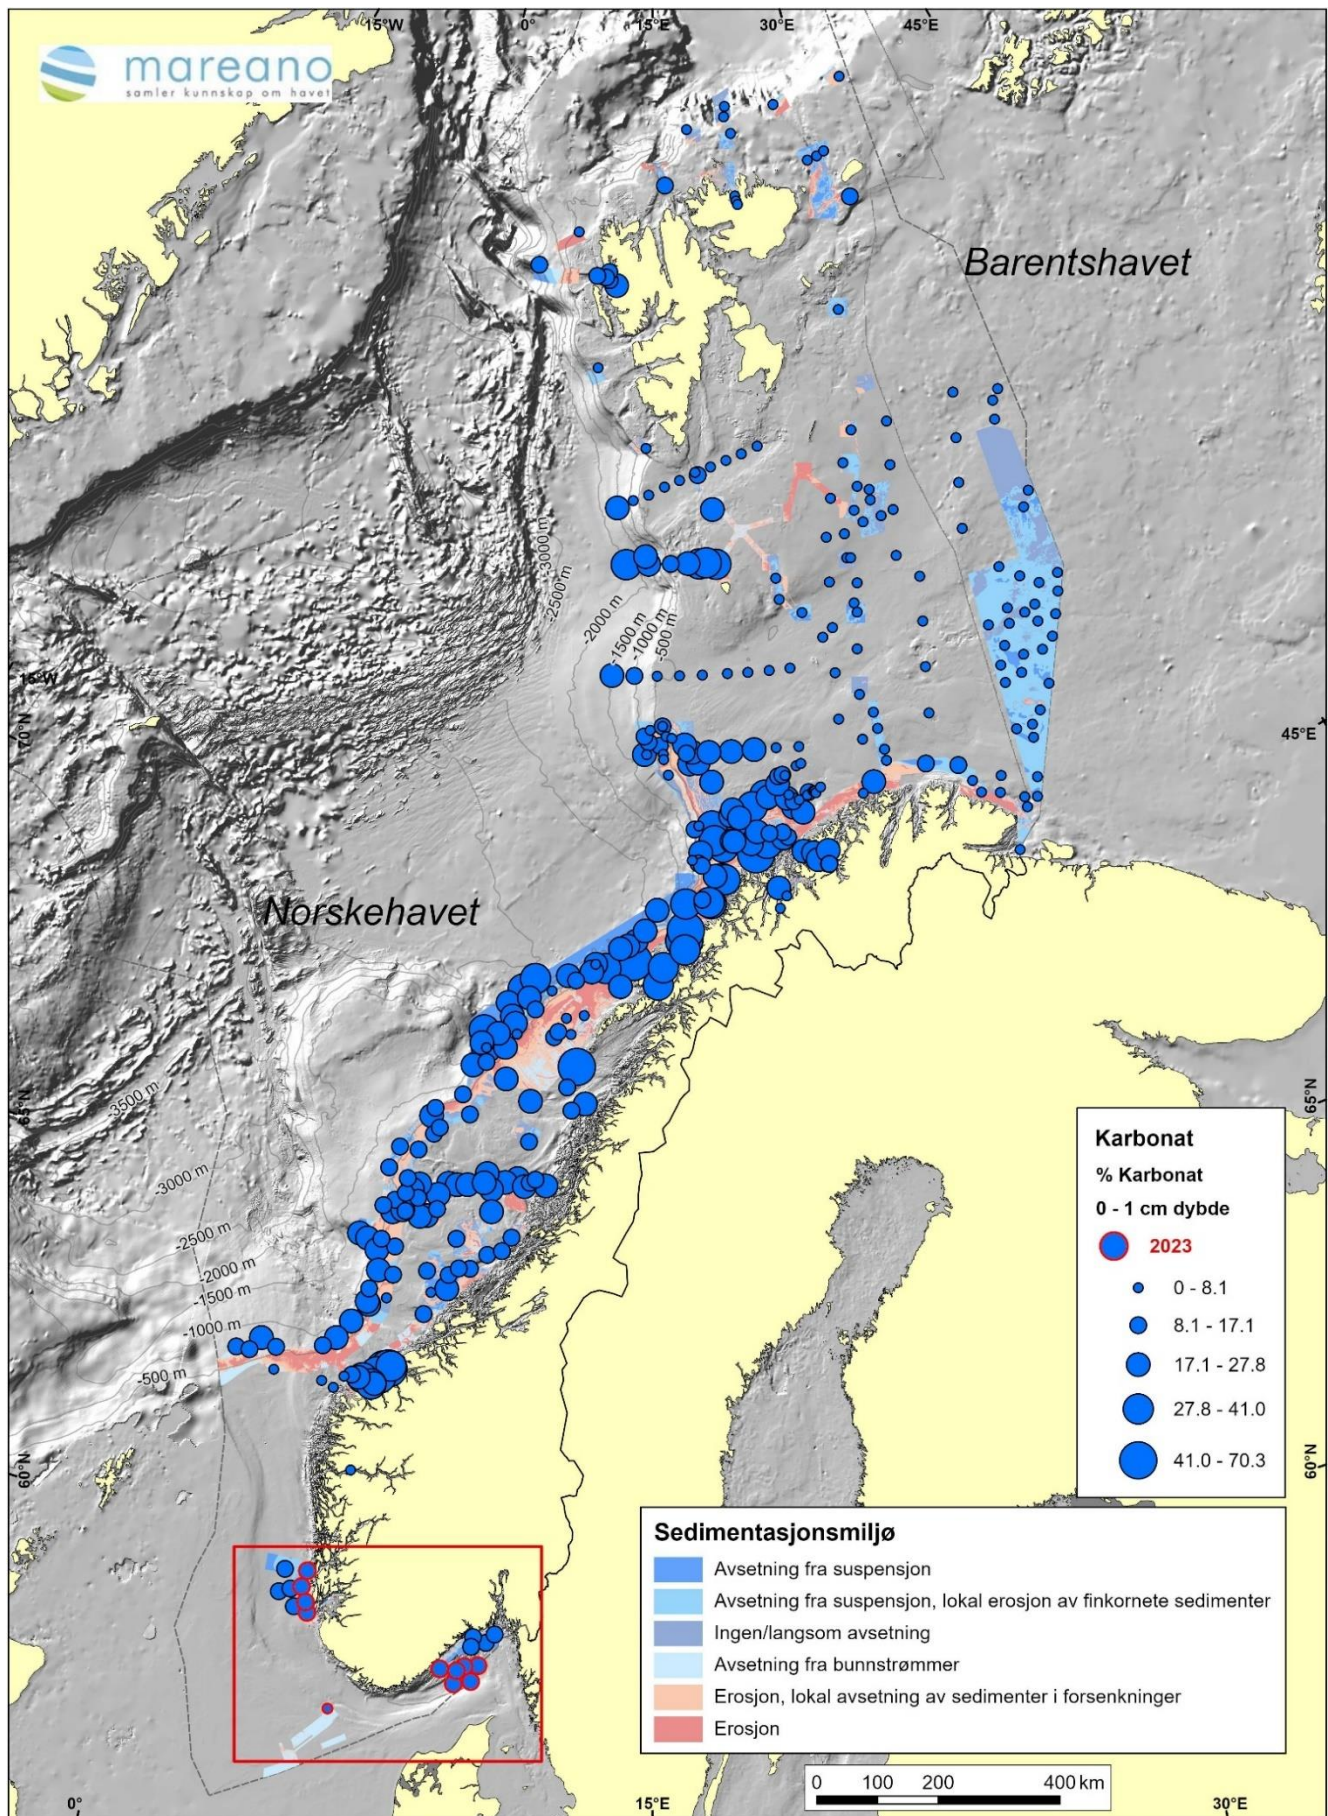 15°W 0° 15°E 30°E 45°E
mareano
samler kunnskap om havet
Barentshavet
-3000 m
-2500 m
-2000 m
-1500 m
-1000 m
-500 m
15°W
70°N
45°E
Norskehavet
65°N
-3500 m
65°N
-3000 m
-2500 m
-2000 m
-1500 m
-1000 m
-500 m
Karbonat
% Karbonat
0 - 1 cm dybde
2023
0 - 8.1
8.1 - 17.1
17.1 - 27.8
27.8 - 41.0
41.0 - 70.3
60°N
60°N
Sedimentasjonsmiljø
Avsetning fra suspensjon
Avsetning fra suspensjon, lokal erosjon av finkornete sedimenter
Ingen/langsom avsetning
Avsetning fra bunnstrømmer
Erosjon, lokal avsetning av sedimenter i forsenkninger
Erosjon
0 100 200 400 km
0° 15°E 30°E